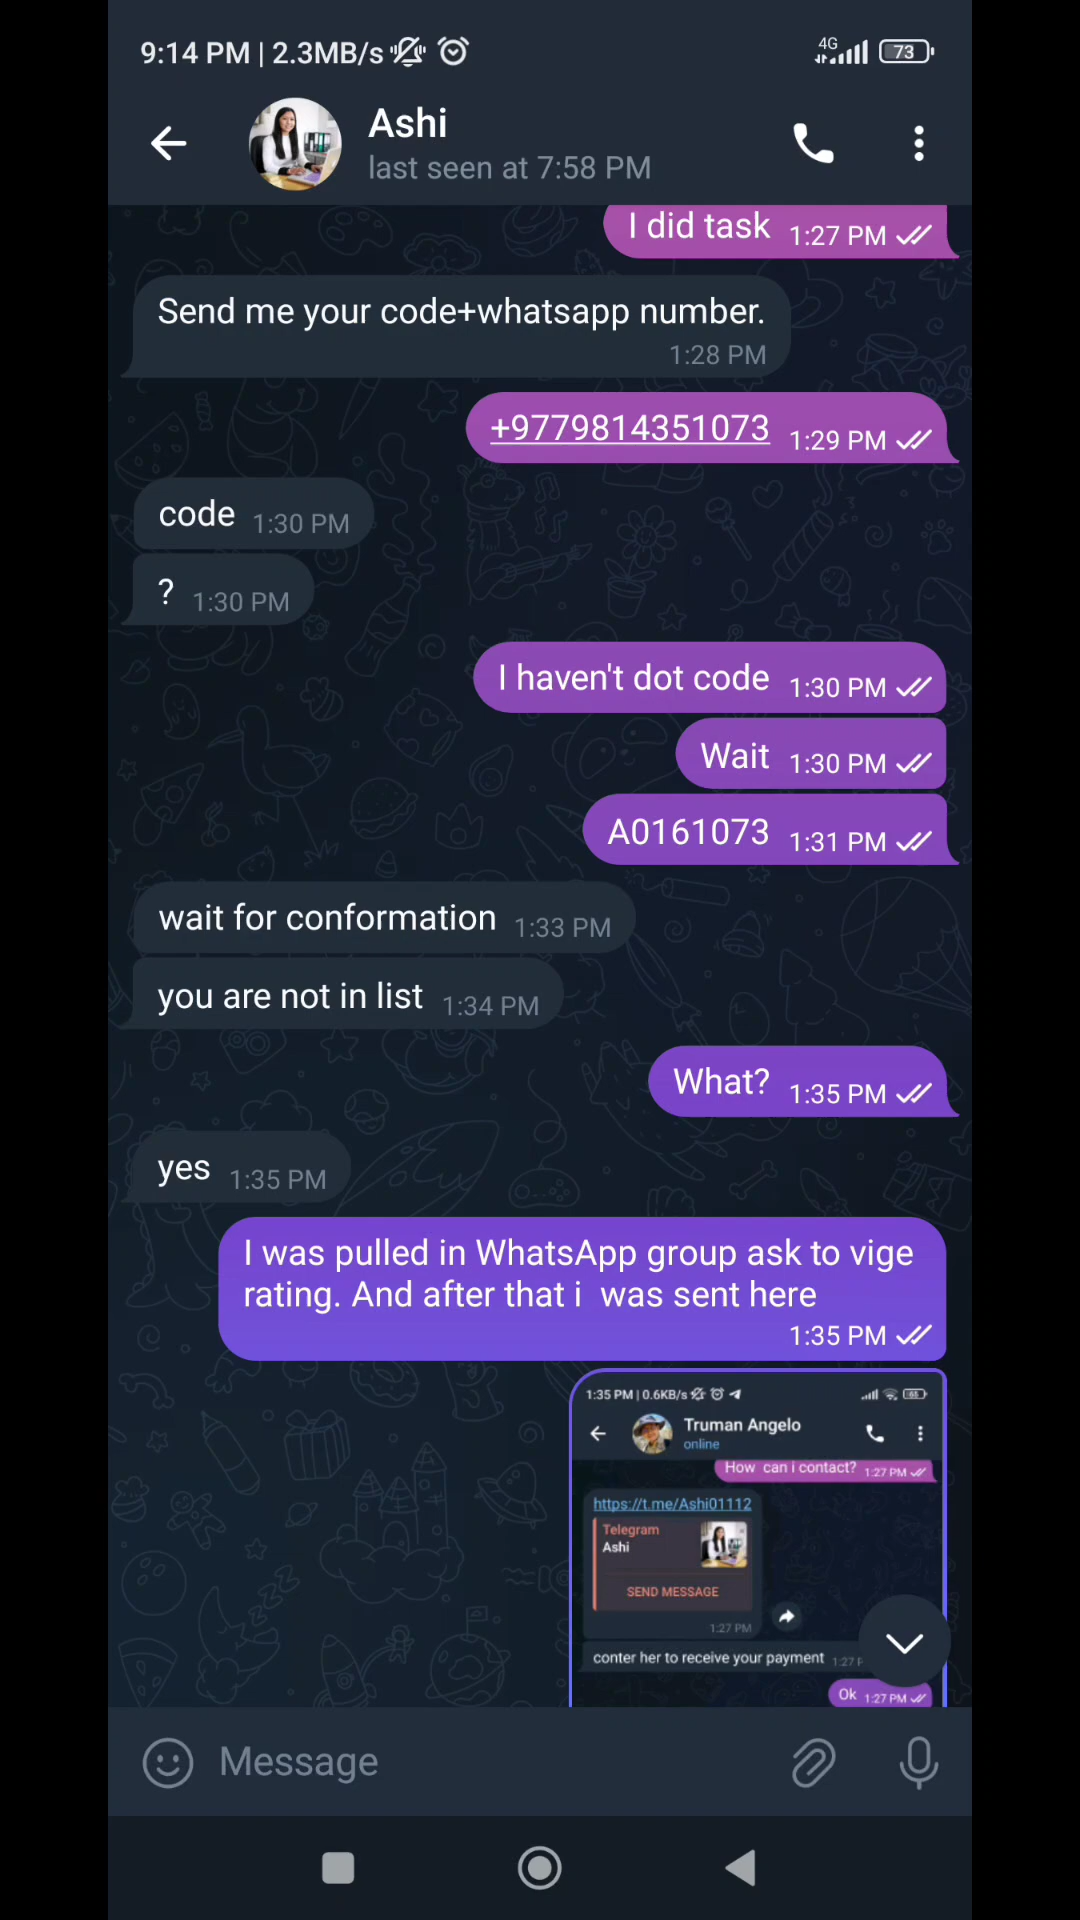 9:14 PM | 2.3MB/s
4G
73
Ashi
last seen at 7:58 PM
I did task 1:27 PM
Send me your code+whatsapp number.
1:28 PM
+9779814351073 1:29 PM
code 1:30 PM
? 1:30 PM
I haven't dot code 1:30 PM
Wait 1:30 PM
A0161073 1:31 PM
wait for conformation 1:33 PM
you are not in list 1:34 PM
What? 1:35 PM
yes 1:35 PM
I was pulled in WhatsApp group ask to vige
rating. And after that i was sent here
1:35 PM
1:35 PM | 0.6KB/s
Truman Angelo
online
How can i contact? 1:27 PM
https://t.me/Ashi01112
Telegram
Ashi
SEND MESSAGE
1:27 PM
conter her to receive your payment 1:27
Ok 1:27 PM
Message